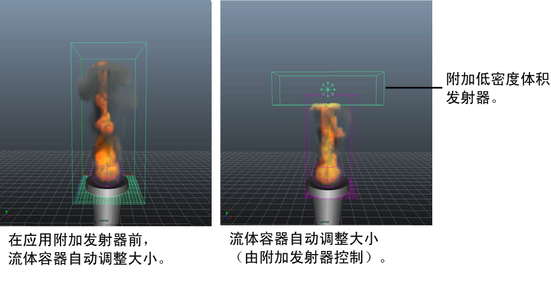 附加低密度体积
发射器。
在应用附加发射器前，
流体容器自动调整大小。
流体容器自动调整大小
（由附加发射器控制）。